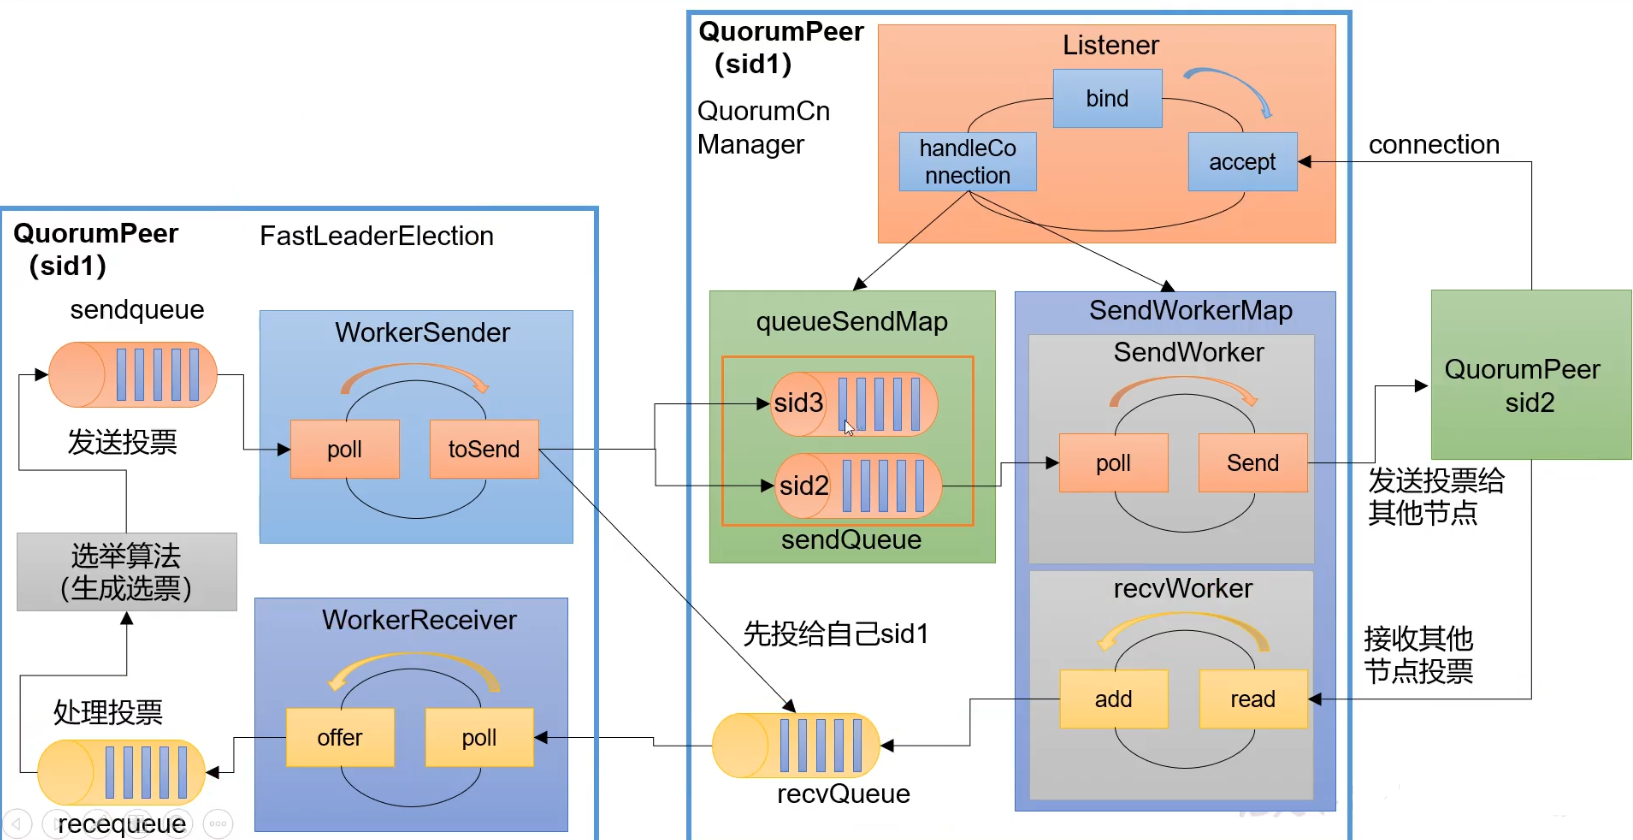 QuorumPeer
（sid1）
QuorumCn
Manager
Listener
bind
handleCo
nnection
accept
connection
QuorumPeer
（sid1）
FastLeaderElection
sendqueue
WorkerSender
poll
toSend
发送投票
选举算法
（生成选票）
WorkerReceiver
offer
poll
处理投票
recequeue
queueSendMap
sid3
sid2
sendQueue
先投给自己sid1
recvQueue
SendWorkerMap
SendWorker
poll
Send
recvWorker
add
read
QuorumPeer
sid2
发送投票给
其他节点
接收其他
节点投票